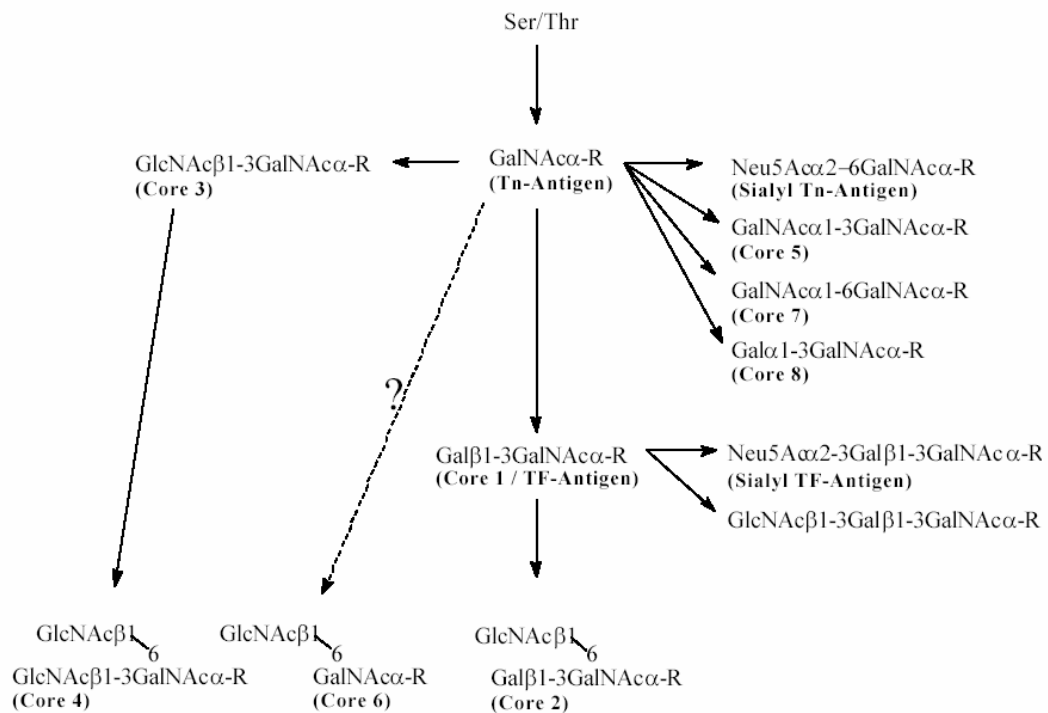 Ser/Thr
GlcNAcβ1-3GalNAcα-R
(Core 3)
GalNAcα-R
(Tn-Antigen)
Neu5Acα2–6GalNAcα-R
(Sialyl Tn-Antigen)
GalNAcα1-3GalNAcα-R
(Core 5)
GalNAcα1-6GalNAcα-R
(Core 7)
Galα1-3GalNAcα-R
(Core 8)
?
Galβ1-3GalNAcα-R
(Core 1 / TF-Antigen)
Neu5Acα2-3Galβ1-3GalNAcα-R
(Sialyl TF-Antigen)
GlcNAcβ1-3Galβ1-3GalNAcα-R
GlcNAcβ1
6
GlcNAcβ1-3GalNAcα-R
(Core 4)
GlcNAcβ1
6
GalNAcα-R
(Core 6)
GlcNAcβ1
6
Galβ1-3GalNAcα-R
(Core 2)